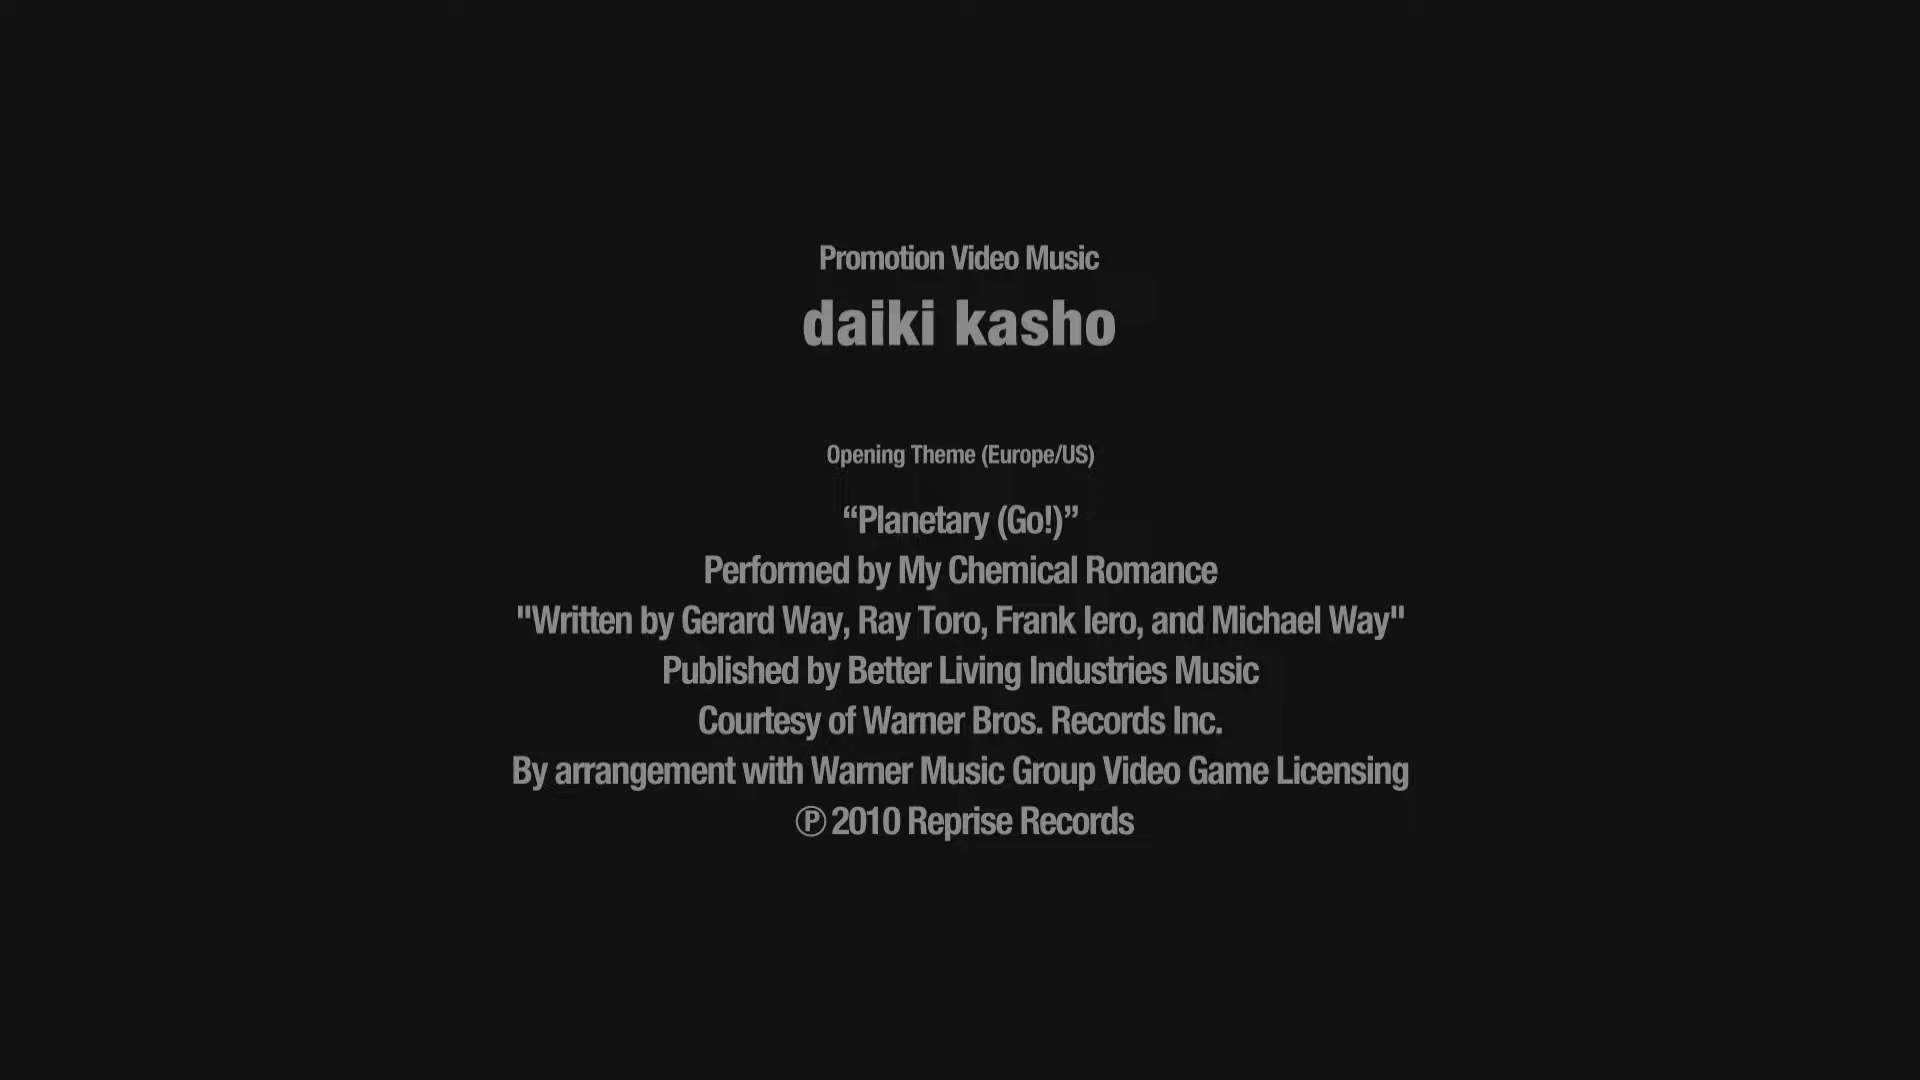 Promotion Video Music
daiki kasho
Opening Theme (Europe/US)
“Planetary (Go!)”
Performed by My Chemical Romance
"Written by Gerard Way, Ray Toro, Frank Iero, and Michael Way"
Published by Better Living Industries Music
Courtesy of Warner Bros. Records Inc.
By arrangement with Warner Music Group Video Game Licensing
℗ 2010 Reprise Records